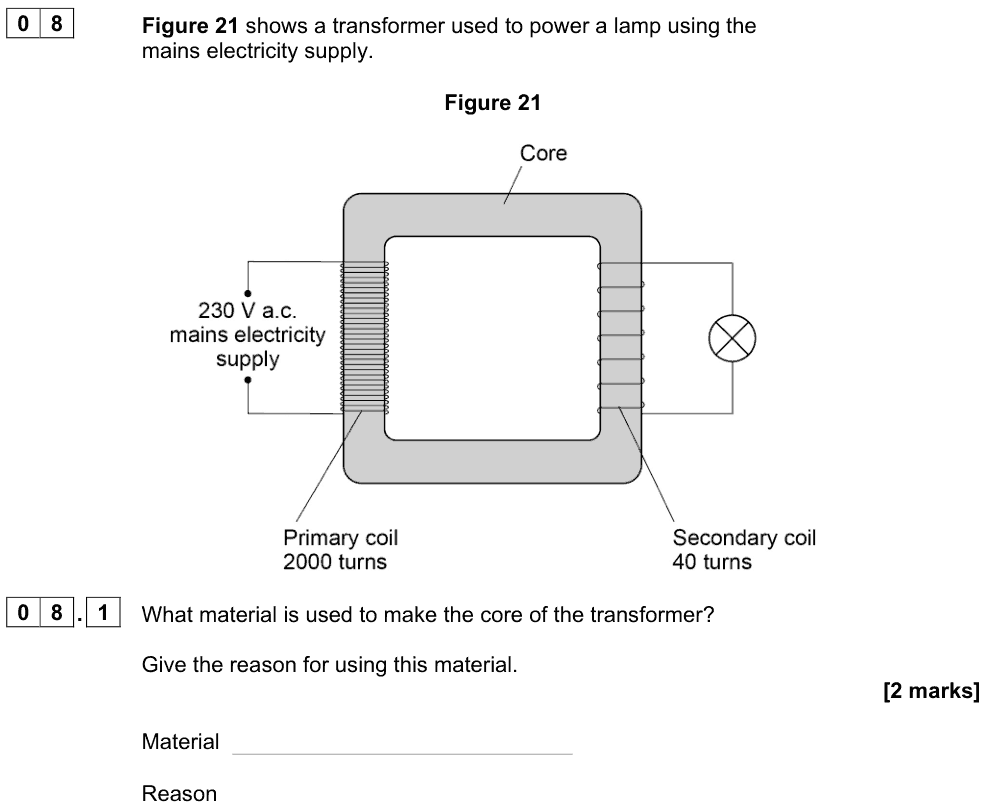 0 8 Figure 21 shows a transformer used to power a lamp using the
mains electricity supply.
Figure 21
Core
230 V a.c.
mains electricity
supply
Primary coil
2000 turns
Secondary coil
40 turns
0 8 . 1 What material is used to make the core of the transformer?
Give the reason for using this material.
[2 marks]
Material
Reason